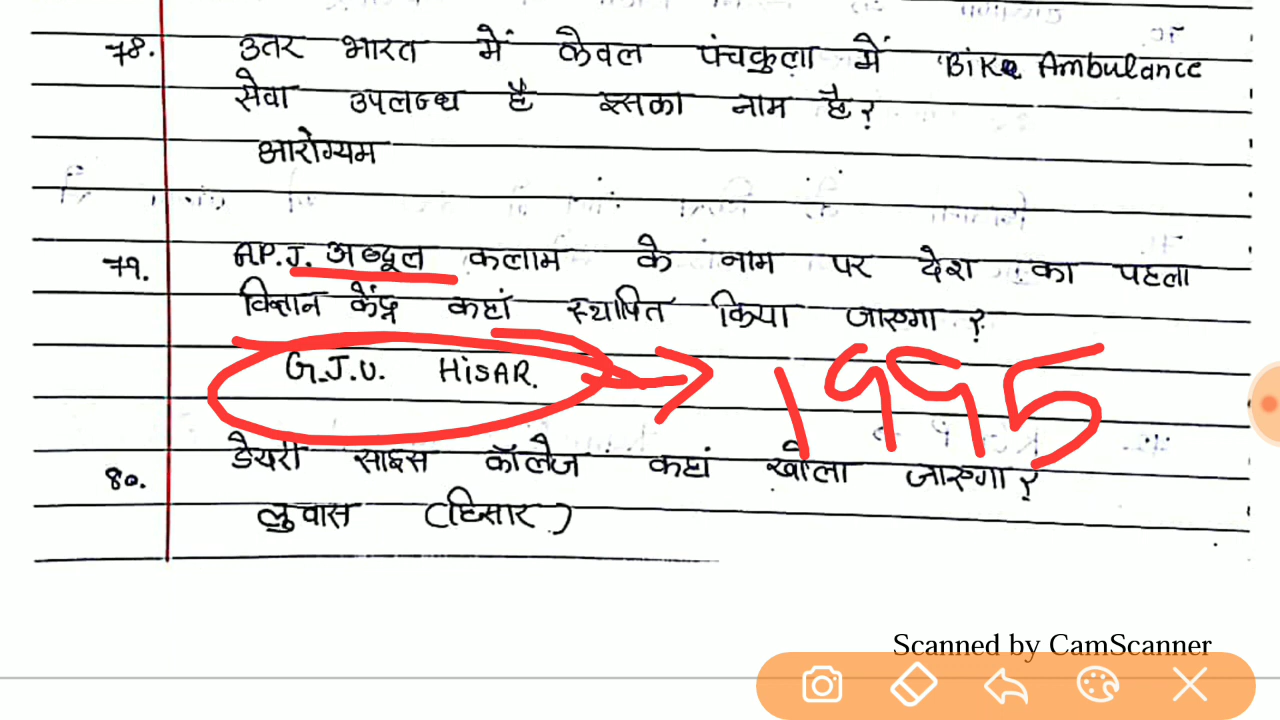 78. उतर भारत में केवल पंचकुला में 'Bike Ambulance
सेवा उपलब्ध है इसका नाम है?
आरोग्यम
79. A.P.J. अब्दूल कलाम के नाम पर देश का पहला
विज्ञान केंद्र कहां स्थापित किया जाएगा ?
G.J.U. HISAR. 1995
80. डेयरी साइंस कॉलेज कहां खोला जाएगा?
लुवास (हिसार)
Scanned by CamScanner